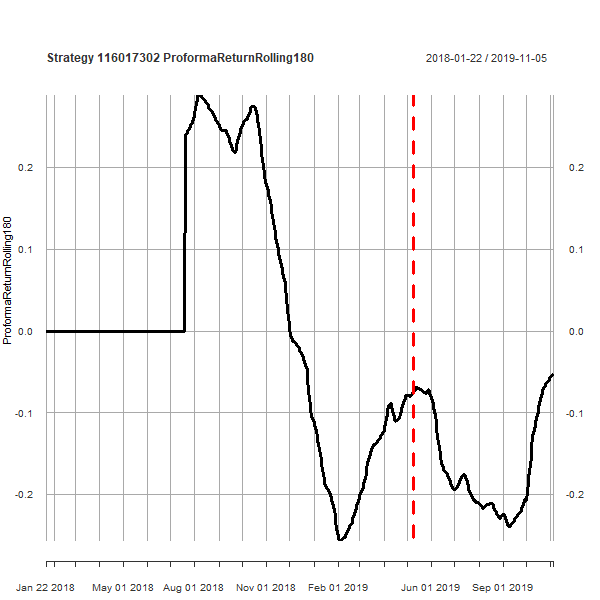 Strategy 116017302 ProformaReturnRolling180
2018-01-22 / 2019-11-05
ProformaReturnRolling180
0.2 0.2
0.1 0.1
0.0 0.0
-0.1 -0.1
-0.2 -0.2
Jan 22 2018 May 01 2018 Aug 01 2018 Nov 01 2018 Feb 01 2019 Jun 01 2019 Sep 01 2019